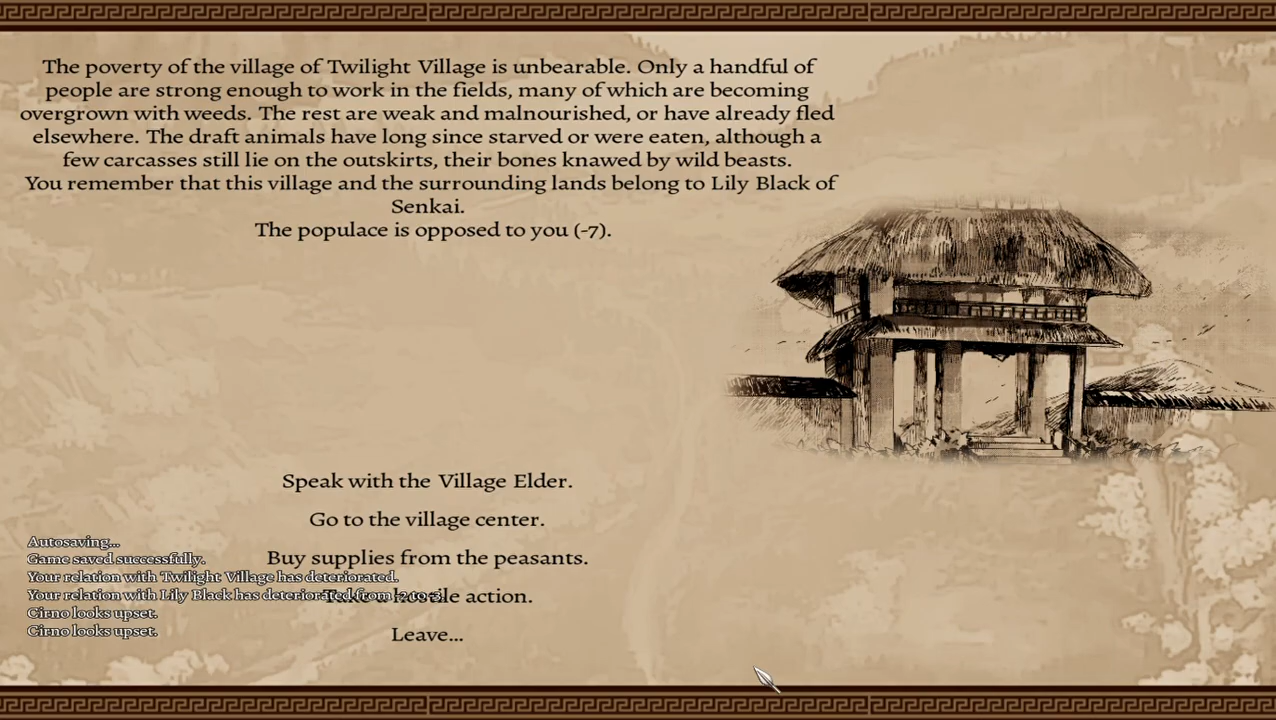 The poverty of the village of Twilight Village is unbearable. Only a handful of
people are strong enough to work in the fields, many of which are becoming
overgrown with weeds. The rest are weak and malnourished, or have already fled
elsewhere. The draft animals have long since starved or were eaten, although a
few carcasses still lie on the outskirts, their bones knawed by wild beasts.
You remember that this village and the surrounding lands belong to Lily Black of
Senkai.
The populace is opposed to you (-7).
Speak with the Village Elder.
Go to the village center.
Buy supplies from the peasants.
Take a hostile action.
Leave...
Autosaving...
Game saved successfully.
Your relation with Twilight Village has deteriorated.
Your relation with Lily Black has deteriorated from
Cirno looks upset.
Cirno looks upset.